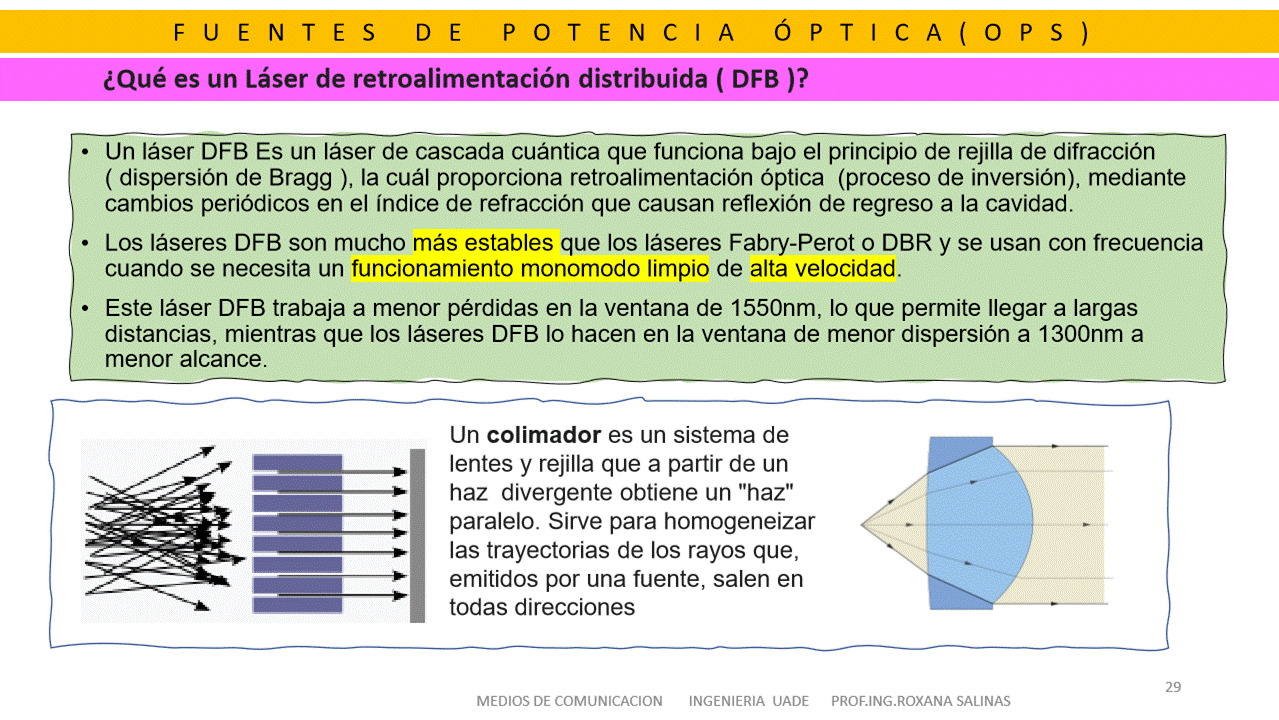 FUENTES DE POTENCIA ÓPTICA(OPS)
¿Qué es un Láser de retroalimentación distribuida ( DFB )?
• Un láser DFB Es un láser de cascada cuántica que funciona bajo el principio de rejilla de difracción
( dispersión de Bragg ), la cuál proporciona retroalimentación óptica (proceso de inversión), mediante
cambios periódicos en el índice de refracción que causan reflexión de regreso a la cavidad.
• Los láseres DFB son mucho más estables que los láseres Fabry-Perot o DBR y se usan con frecuencia
cuando se necesita un funcionamiento monomodo limpio de alta velocidad.
• Este láser DFB trabaja a menor pérdidas en la ventana de 1550nm, lo que permite llegar a largas
distancias, mientras que los láseres DFB lo hacen en la ventana de menor dispersión a 1300nm a
menor alcance.
Un colimador es un sistema de
lentes y rejilla que a partir de un
haz divergente obtiene un "haz"
paralelo. Sirve para homogeneizar
las trayectorias de los rayos que,
emitidos por una fuente, salen en
todas direcciones
29
MEDIOS DE COMUNICACION INGENIERIA UADE PROF.ING.ROXANA SALINAS